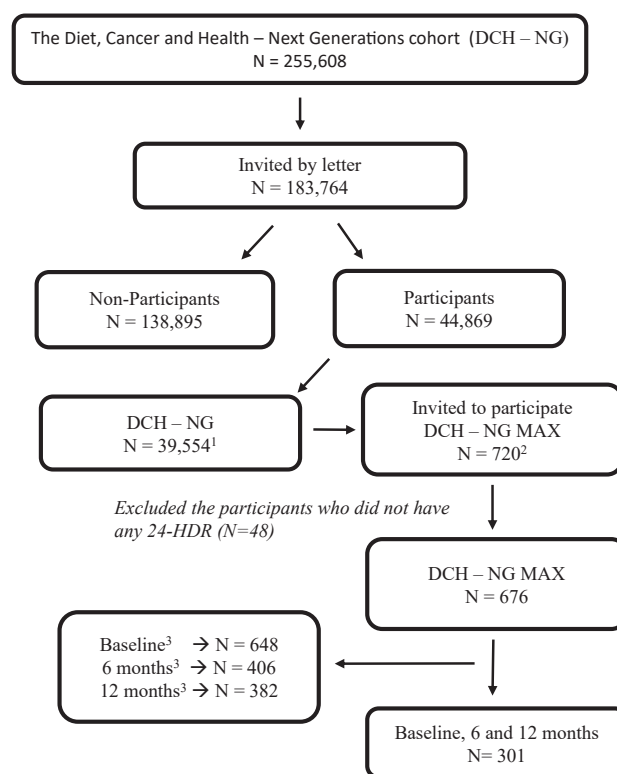 The Diet, Cancer and Health – Next Generations cohort (DCH – NG)
N = 255,608
Invited by letter
N = 183,764
Non-Participants
N = 138,895
Participants
N = 44,869
DCH – NG
N = 39,554¹
Invited to participate
DCH – NG MAX
N = 720²
Excluded the participants who did not have
any 24-HDR (N=48)
DCH – NG MAX
N = 676
Baseline³ → N = 648
6 months³ → N = 406
12 months³ → N = 382
Baseline, 6 and 12 months
N= 301